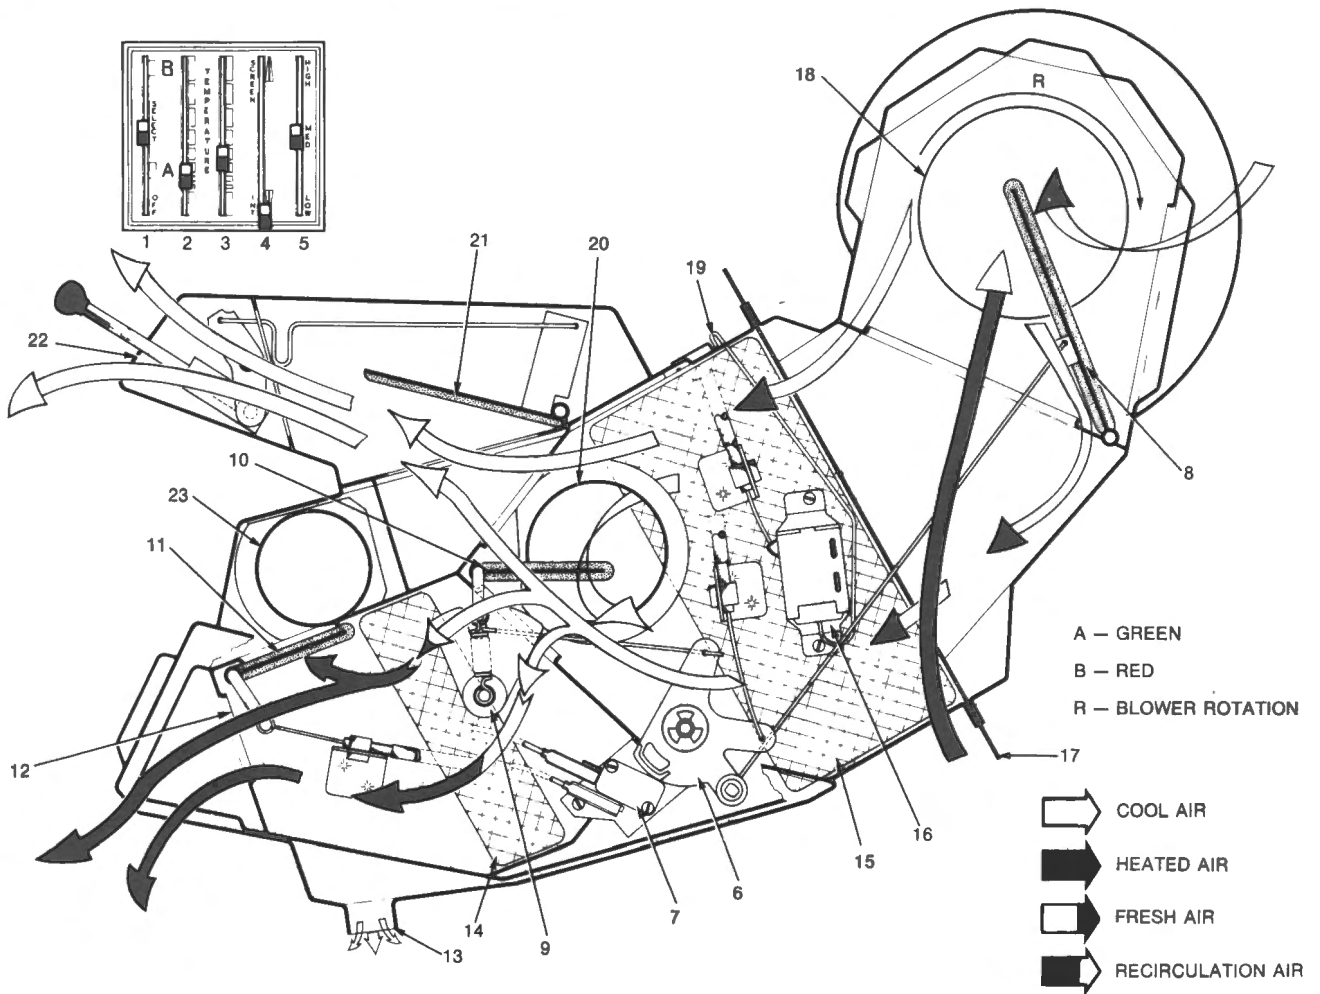 B
A
SELECT
OFF
TEMPERATURE
SCREEN
INT
HIGH
MED
LOW
1 2 3 4 5
18
R
21
20
19
22
10
23
8
11
12
17
16
15
6
7
14
9
13
A — GREEN
B — RED
R — BLOWER ROTATION
COOL AIR
HEATED AIR
FRESH AIR
RECIRCULATION AIR